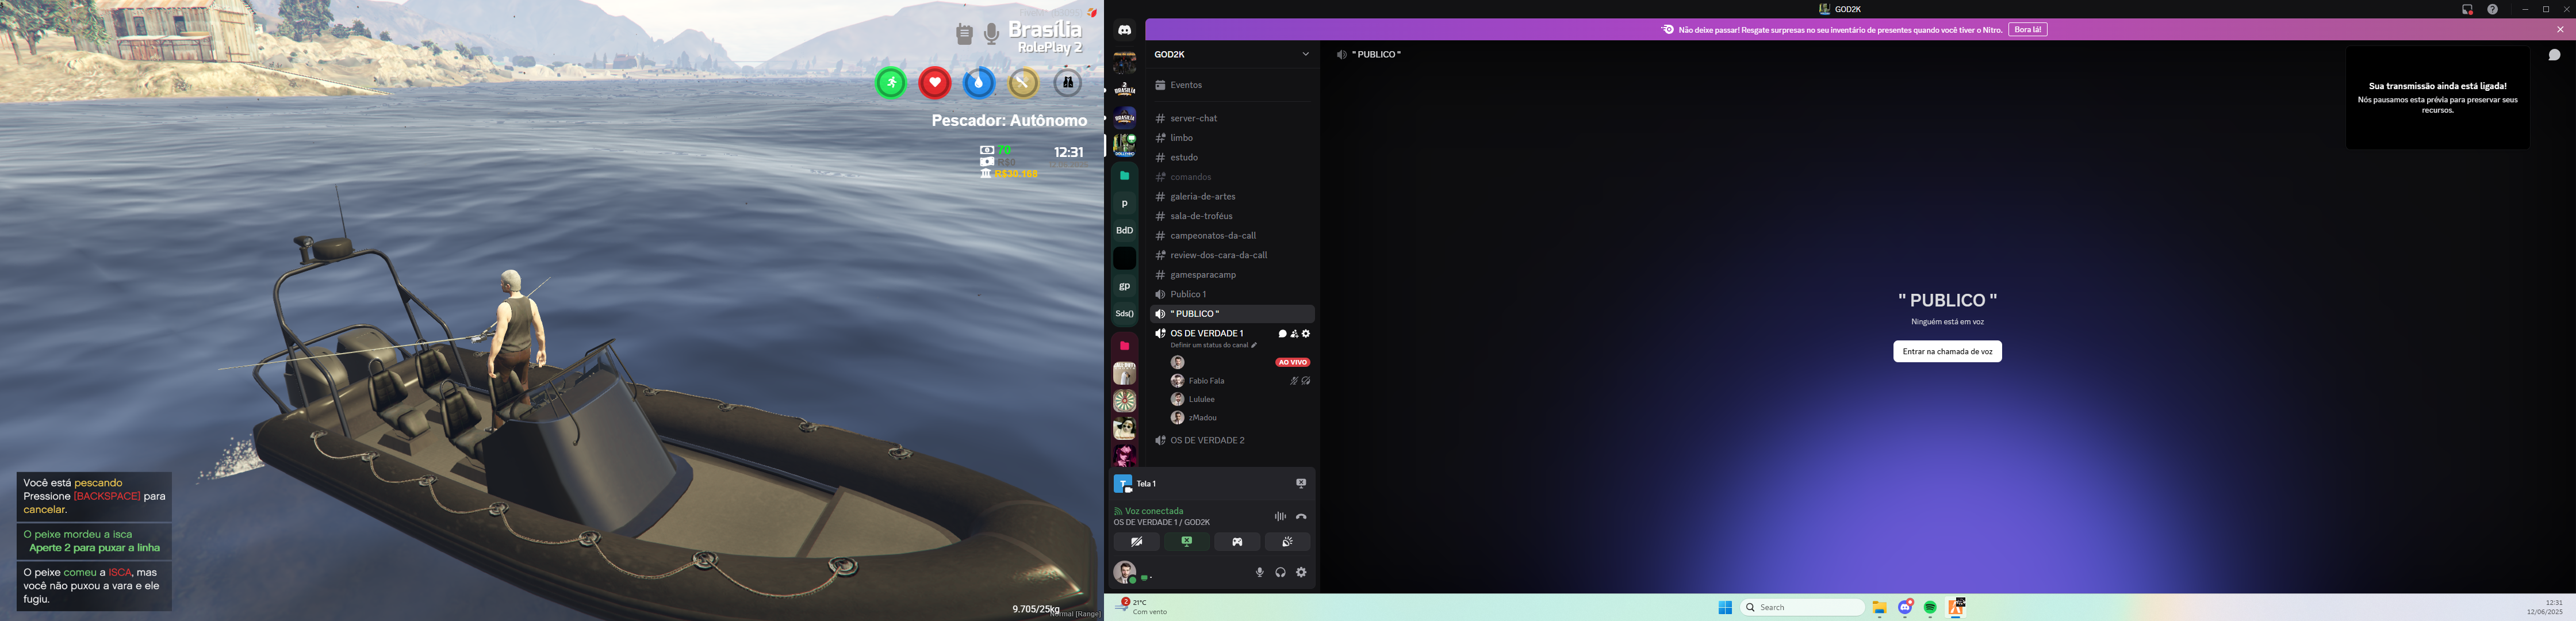 Brasília
RolePlay 2
Pescador: Autônomo
70
R$0
R$30.168
12:31
Você está pescando
Pressione [BACKSPACE] para
cancelar.
O peixe mordeu a isca
Aperte 2 para puxar a linha
O peixe comeu a ISCA, mas
você não puxou a vara e ele
fugiu.
9.705/25kg
Normal [Range]
GOD2K
Não deixe passar! Resgate surpresas no seu inventário de presentes quando você tiver o Nitro.
Bora lá!
GOD2K
Eventos
server-chat
limbo
estudo
comandos
galeria-de-artes
sala-de-troféus
campeonatos-da-call
review-dos-cara-da-call
gamesparacamp
Publico 1
" PUBLICO "
OS DE VERDADE 1
Definir um status do canal
AO VIVO
Fabio Fala
Lululee
zMadou
OS DE VERDADE 2
p
BdD
gp
Sds()
T
Tela 1
Voz conectada
OS DE VERDADE 1 / GOD2K
" PUBLICO "
Sua transmissão ainda está ligada!
Nós pausamos esta prévia para preservar seus
recursos.
" PUBLICO "
Ninguém está em voz
Entrar na chamada de voz
2
21°C
Com vento
Search
12:31
12/06/2025